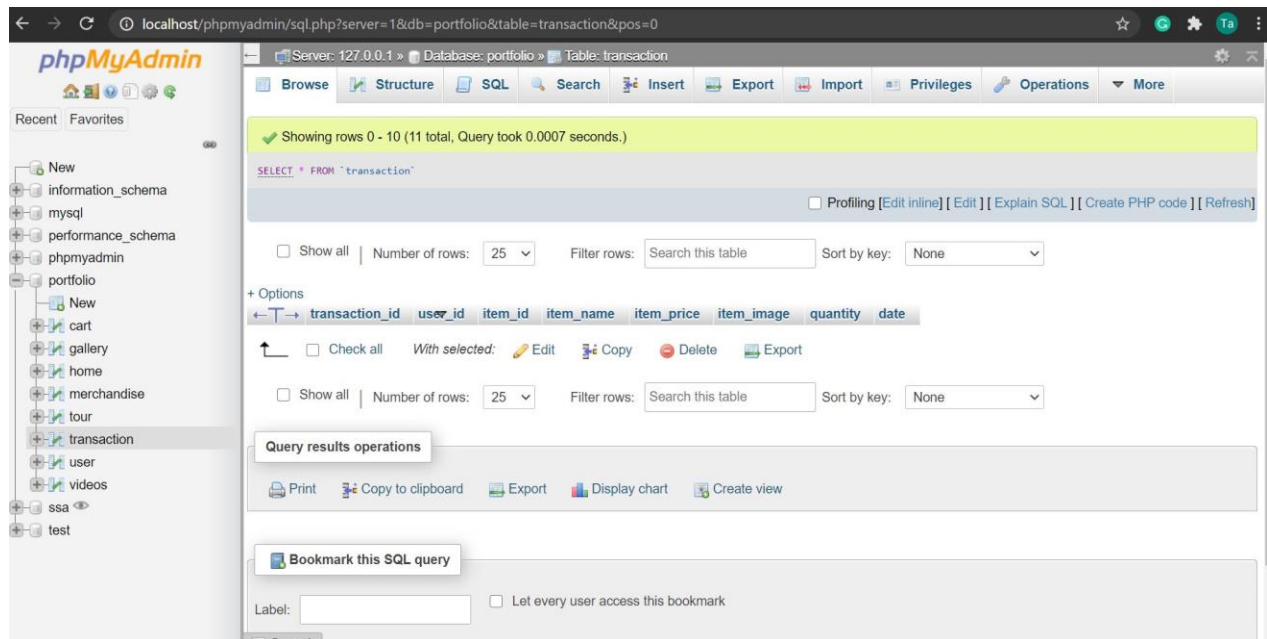 localhost/phpmyadmin/sql.php?server=1&db=portfolio&table=transaction&pos=0
Ta
phpMyAdmin
Recent Favorites
New
information_schema
mysql
performance_schema
phpmyadmin
portfolio
New
cart
gallery
home
merchandise
tour
transaction
user
videos
ssa
test
Server: 127.0.0.1 » Database: portfolio » Table: transaction
Browse Structure SQL Search Insert Export Import Privileges Operations More
Showing rows 0 - 10 (11 total, Query took 0.0007 seconds.)
SELECT * FROM `transaction`
Profiling [Edit inline] [ Edit ] [ Explain SQL ] [ Create PHP code ] [ Refresh]
Show all | Number of rows: 25 Filter rows: Search this table Sort by key: None
+ Options
←T→ transaction_id user_id item_id item_name item_price item_image quantity date
Check all With selected: Edit Copy Delete Export
Show all | Number of rows: 25 Filter rows: Search this table Sort by key: None
Query results operations
Print Copy to clipboard Export Display chart Create view
Bookmark this SQL query
Label: Let every user access this bookmark